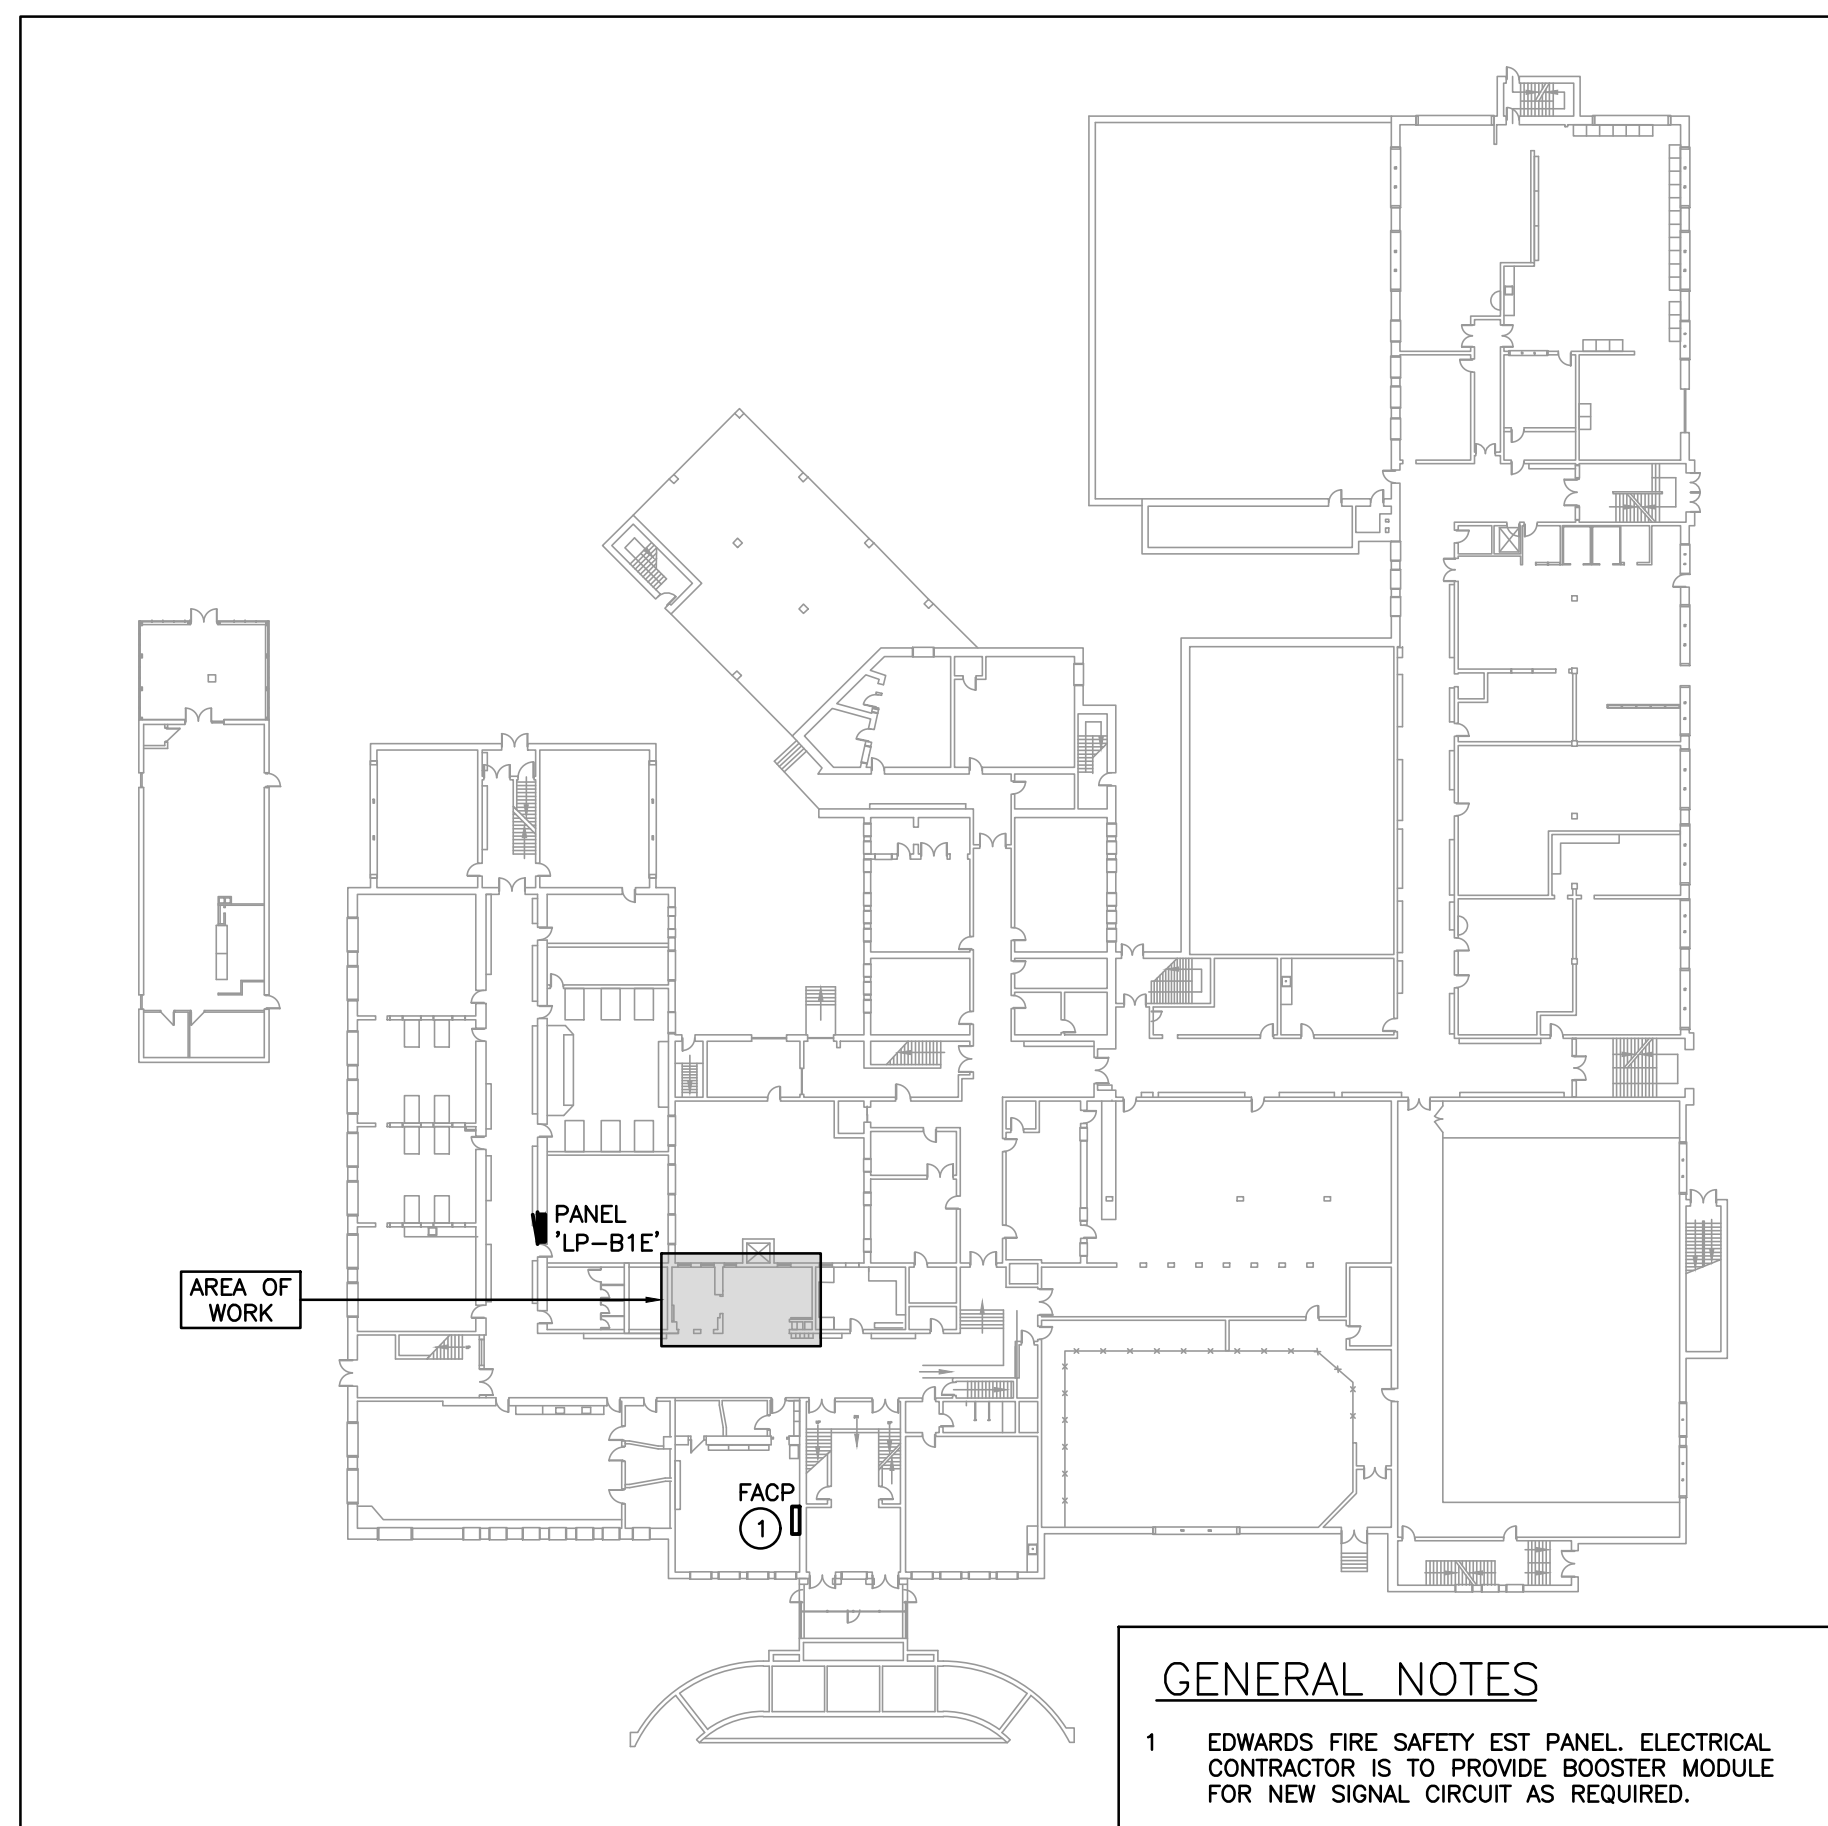 PANEL
'LP-B1E'
AREA OF
WORK
FACP
1
GENERAL NOTES
1 EDWARDS FIRE SAFETY EST PANEL. ELECTRICAL
CONTRACTOR IS TO PROVIDE BOOSTER MODULE
FOR NEW SIGNAL CIRCUIT AS REQUIRED.